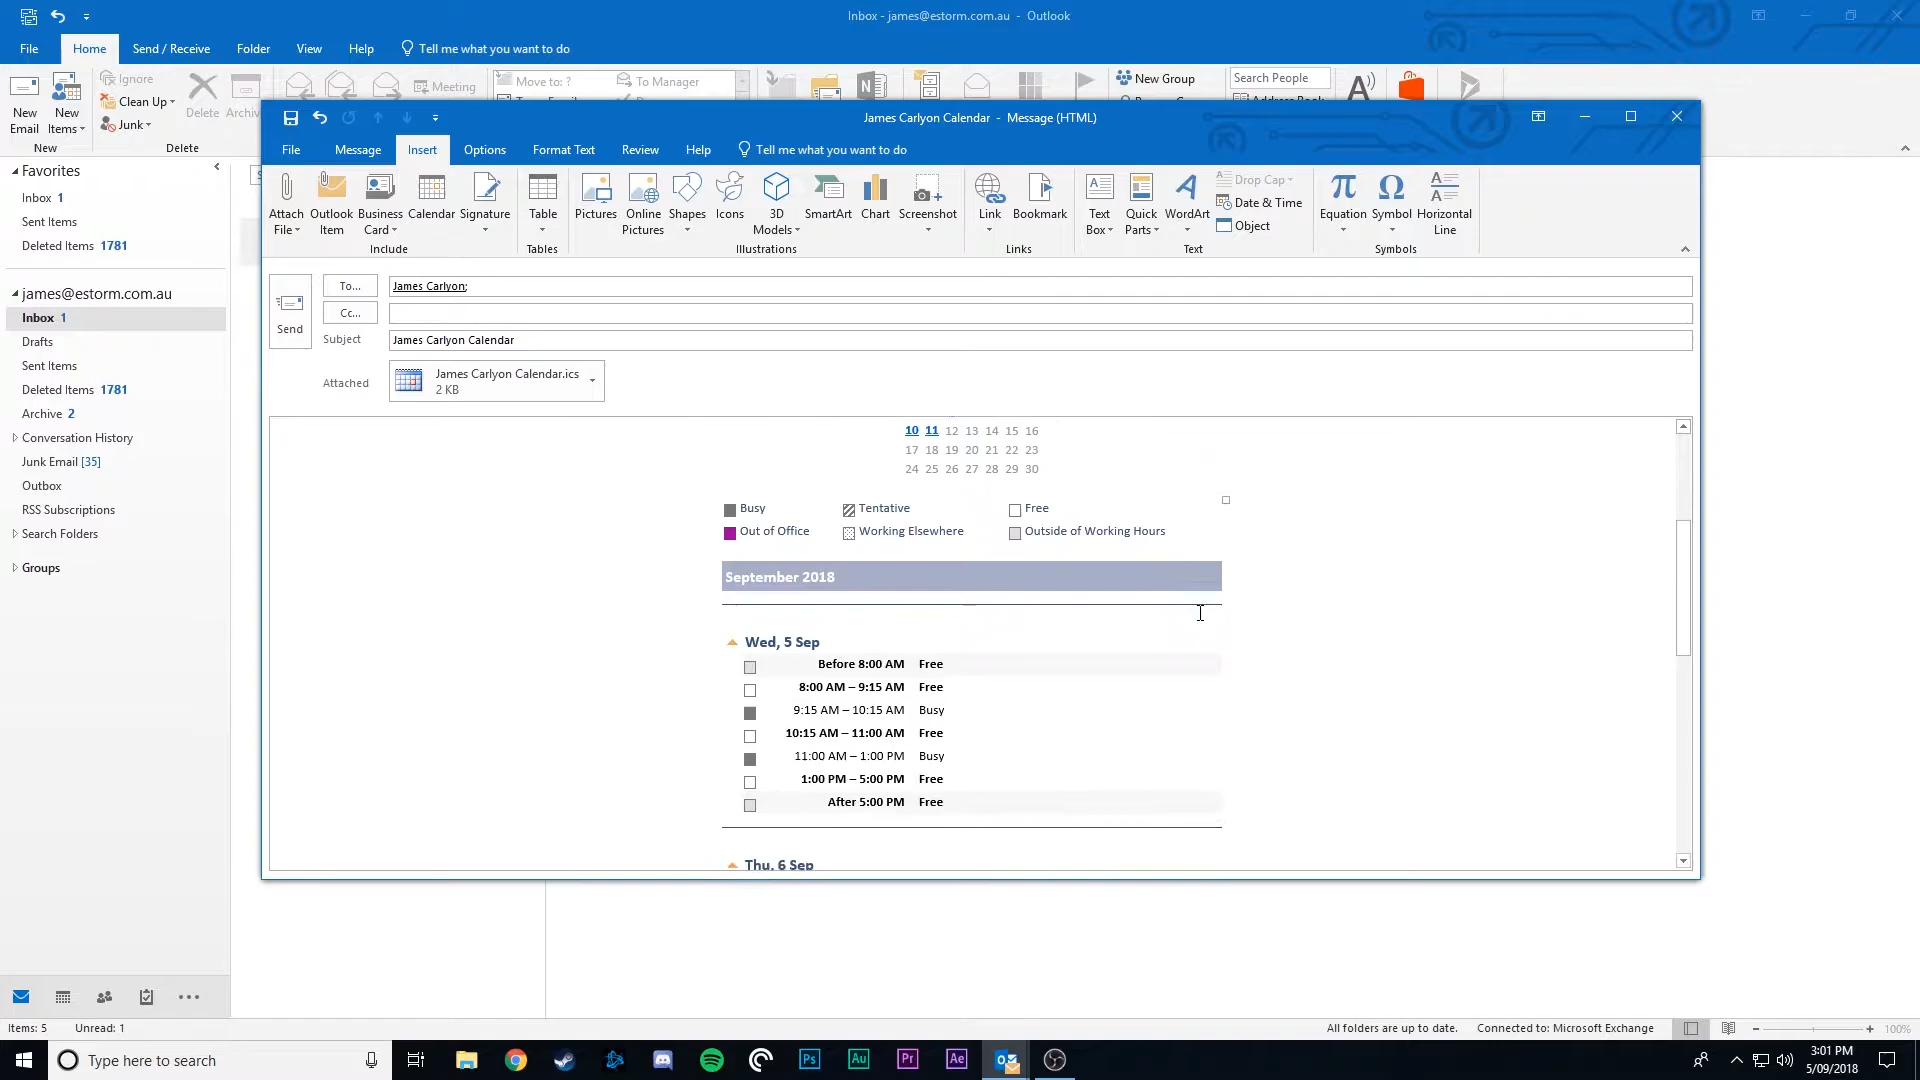 Inbox - james@estorm.com.au - Outlook
File Home Send / Receive Folder View Help Tell me what you want to do
New Email
New Items
Ignore
Clean Up
Junk
Delete
Meeting
Move to: ?
To Manager
New Group
Search People
New
Delete
James Carlyon Calendar - Message (HTML)
File Message Insert Options Format Text Review Help Tell me what you want to do
Attach File
Outlook Item
Business Card
Calendar
Signature
Table
Pictures
Online Pictures
Shapes
Icons
3D Models
SmartArt
Chart
Screenshot
Link
Bookmark
Text Box
Quick Parts
WordArt
Drop Cap
Date & Time
Object
Equation
Symbol
Horizontal Line
Include
Tables
Illustrations
Links
Text
Symbols
Send
To... James Carlyon;
Cc...
Subject James Carlyon Calendar
Attached James Carlyon Calendar.ics
2 KB
10 11 12 13 14 15 16
17 18 19 20 21 22 23
24 25 26 27 28 29 30
Busy Tentative Free
Out of Office Working Elsewhere Outside of Working Hours
September 2018
Wed, 5 Sep
Before 8:00 AM Free
8:00 AM – 9:15 AM Free
9:15 AM – 10:15 AM Busy
10:15 AM – 11:00 AM Free
11:00 AM – 1:00 PM Busy
1:00 PM – 5:00 PM Free
After 5:00 PM Free
Thu, 6 Sep
Favorites
Inbox 1
Sent Items
Deleted Items 1781
james@estorm.com.au
Inbox 1
Drafts
Sent Items
Deleted Items 1781
Archive 2
Conversation History
Junk Email [35]
Outbox
RSS Subscriptions
Search Folders
Groups
Items: 5 Unread: 1
All folders are up to date. Connected to: Microsoft Exchange
100%
Type here to search
Ps Au Pr Ae
3:01 PM
5/09/2018